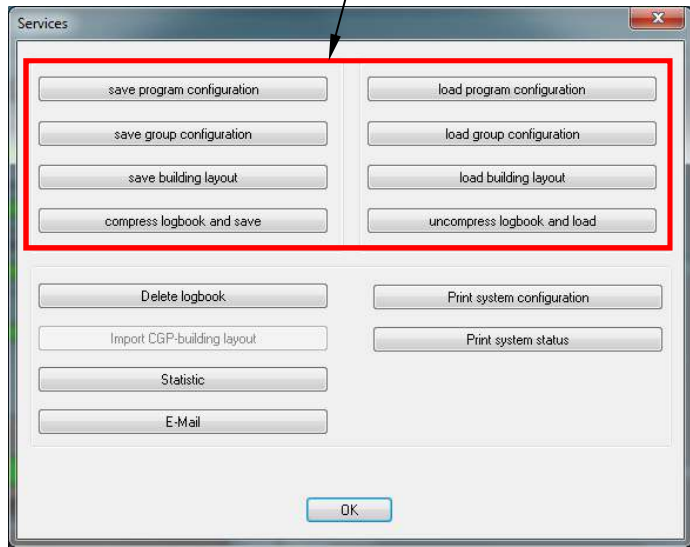 Services
save program configuration
load program configuration
save group configuration
load group configuration
save building layout
load building layout
compress logbook and save
uncompress logbook and load
Delete logbook
Print system configuration
Import CGP-building layout
Print system status
Statistic
E-Mail
OK